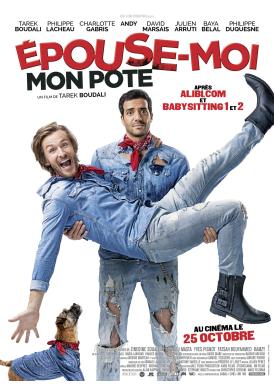 TAREK PHILIPPE CHARLOTTE ANDY DAVID JULIEN BAYA PHILIPPE
BOUDALI LACHEAU GABRIS MARSAIS ARRUTI BELAL DUQUESNE
ÉPOUSE-MOI
MON POTE
UN FILM DE TAREK BOUDALI
APRÈS
ALIBI.COM
ET
BABYSITTING 1 ET 2
AU CINÉMA LE
25 OCTOBRE